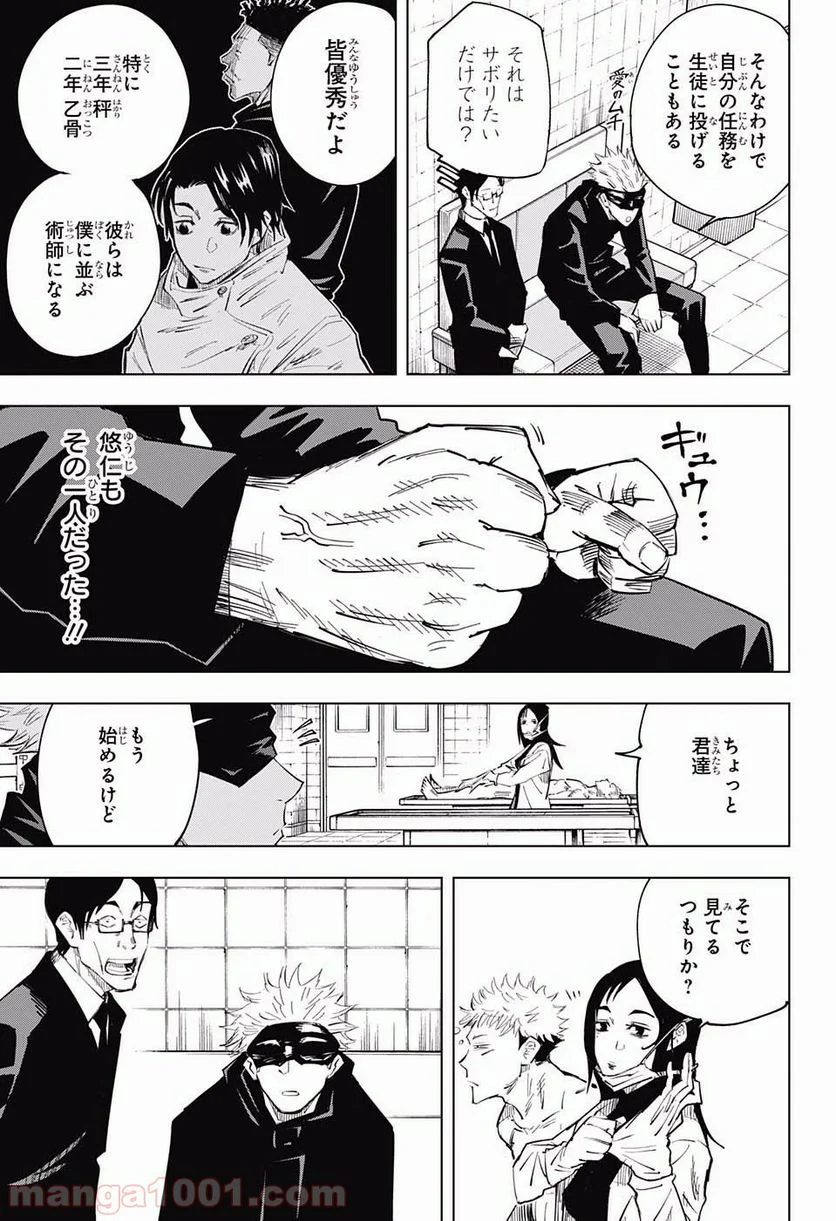 そんなわけで
自分の任務を
生徒に投げる
こともある
愛のムチ
それは
サボりたい
だけでは？
皆優秀だよ
特に
三年秤
二年乙骨
彼らは
僕に並ぶ
術師になる
ギュウ…
悠仁も
その一人だった…!!
ちょっと
君達
もう
始めるけど
そこで
見てる
つもりか？
manga1001.com